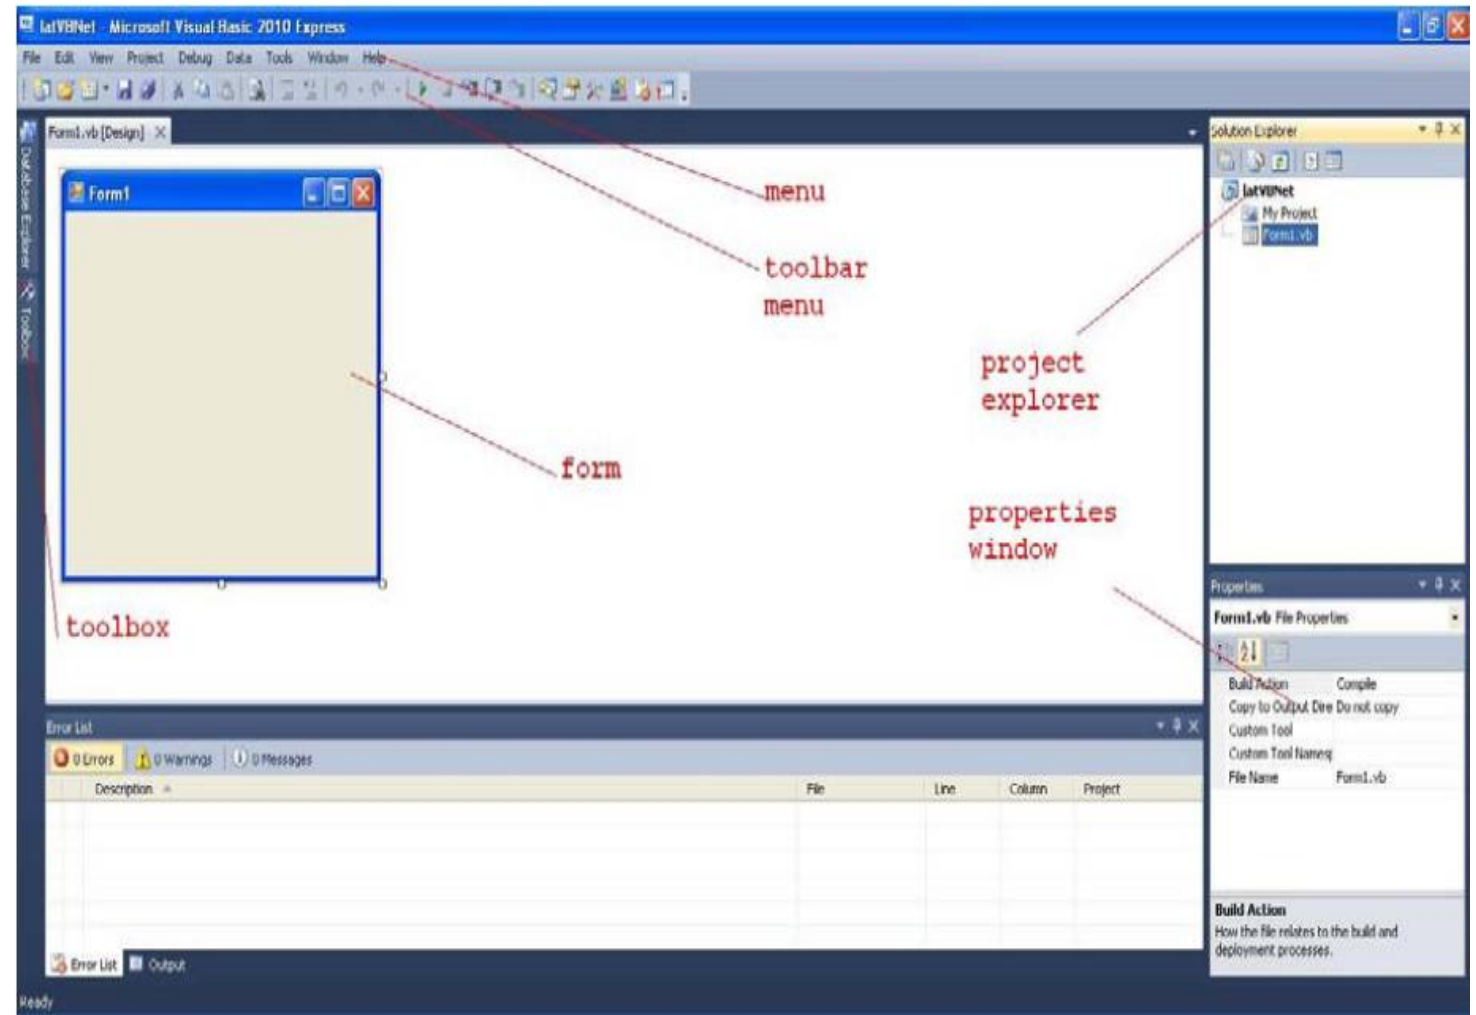 latVBNet - Microsoft Visual Basic 2010 Express
File Edit View Project Debug Data Tools Window Help
Form1.vb [Design]
Database Explorer
Toolbox
Form1
menu
toolbar
menu
form
toolbox
project
explorer
properties
window
Solution Explorer
latVBNet
My Project
Form1.vb
Properties
Form1.vb File Properties
Build Action Compile
Copy to Output Dire Do not copy
Custom Tool
Custom Tool Namesp
File Name Form1.vb
Build Action
How the file relates to the build and
deployment processes.
Error List
0 Errors 0 Warnings 0 Messages
Description File Line Column Project
Error List Output
Ready